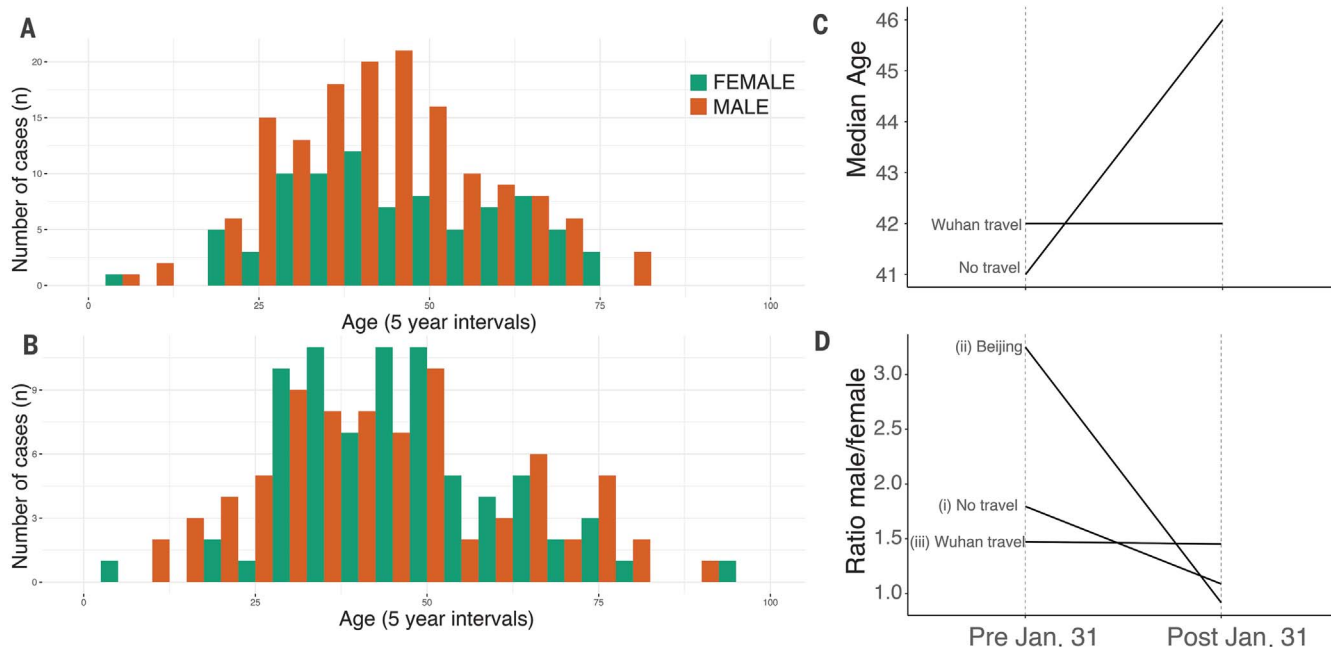 A
Number of cases (n)
20
15
10
5
0
FEMALE
MALE
0 25 50 75 100
Age (5 year intervals)
B
Number of cases (n)
9
6
3
0
0 25 50 75 100
Age (5 year intervals)
C
Median Age
46
45
44
43
42
41
Wuhan travel
No travel
D
Ratio male/female
3.0
2.5
2.0
1.5
1.0
(ii) Beijing
(i) No travel
(iii) Wuhan travel
Pre Jan, 31 Post Jan, 31